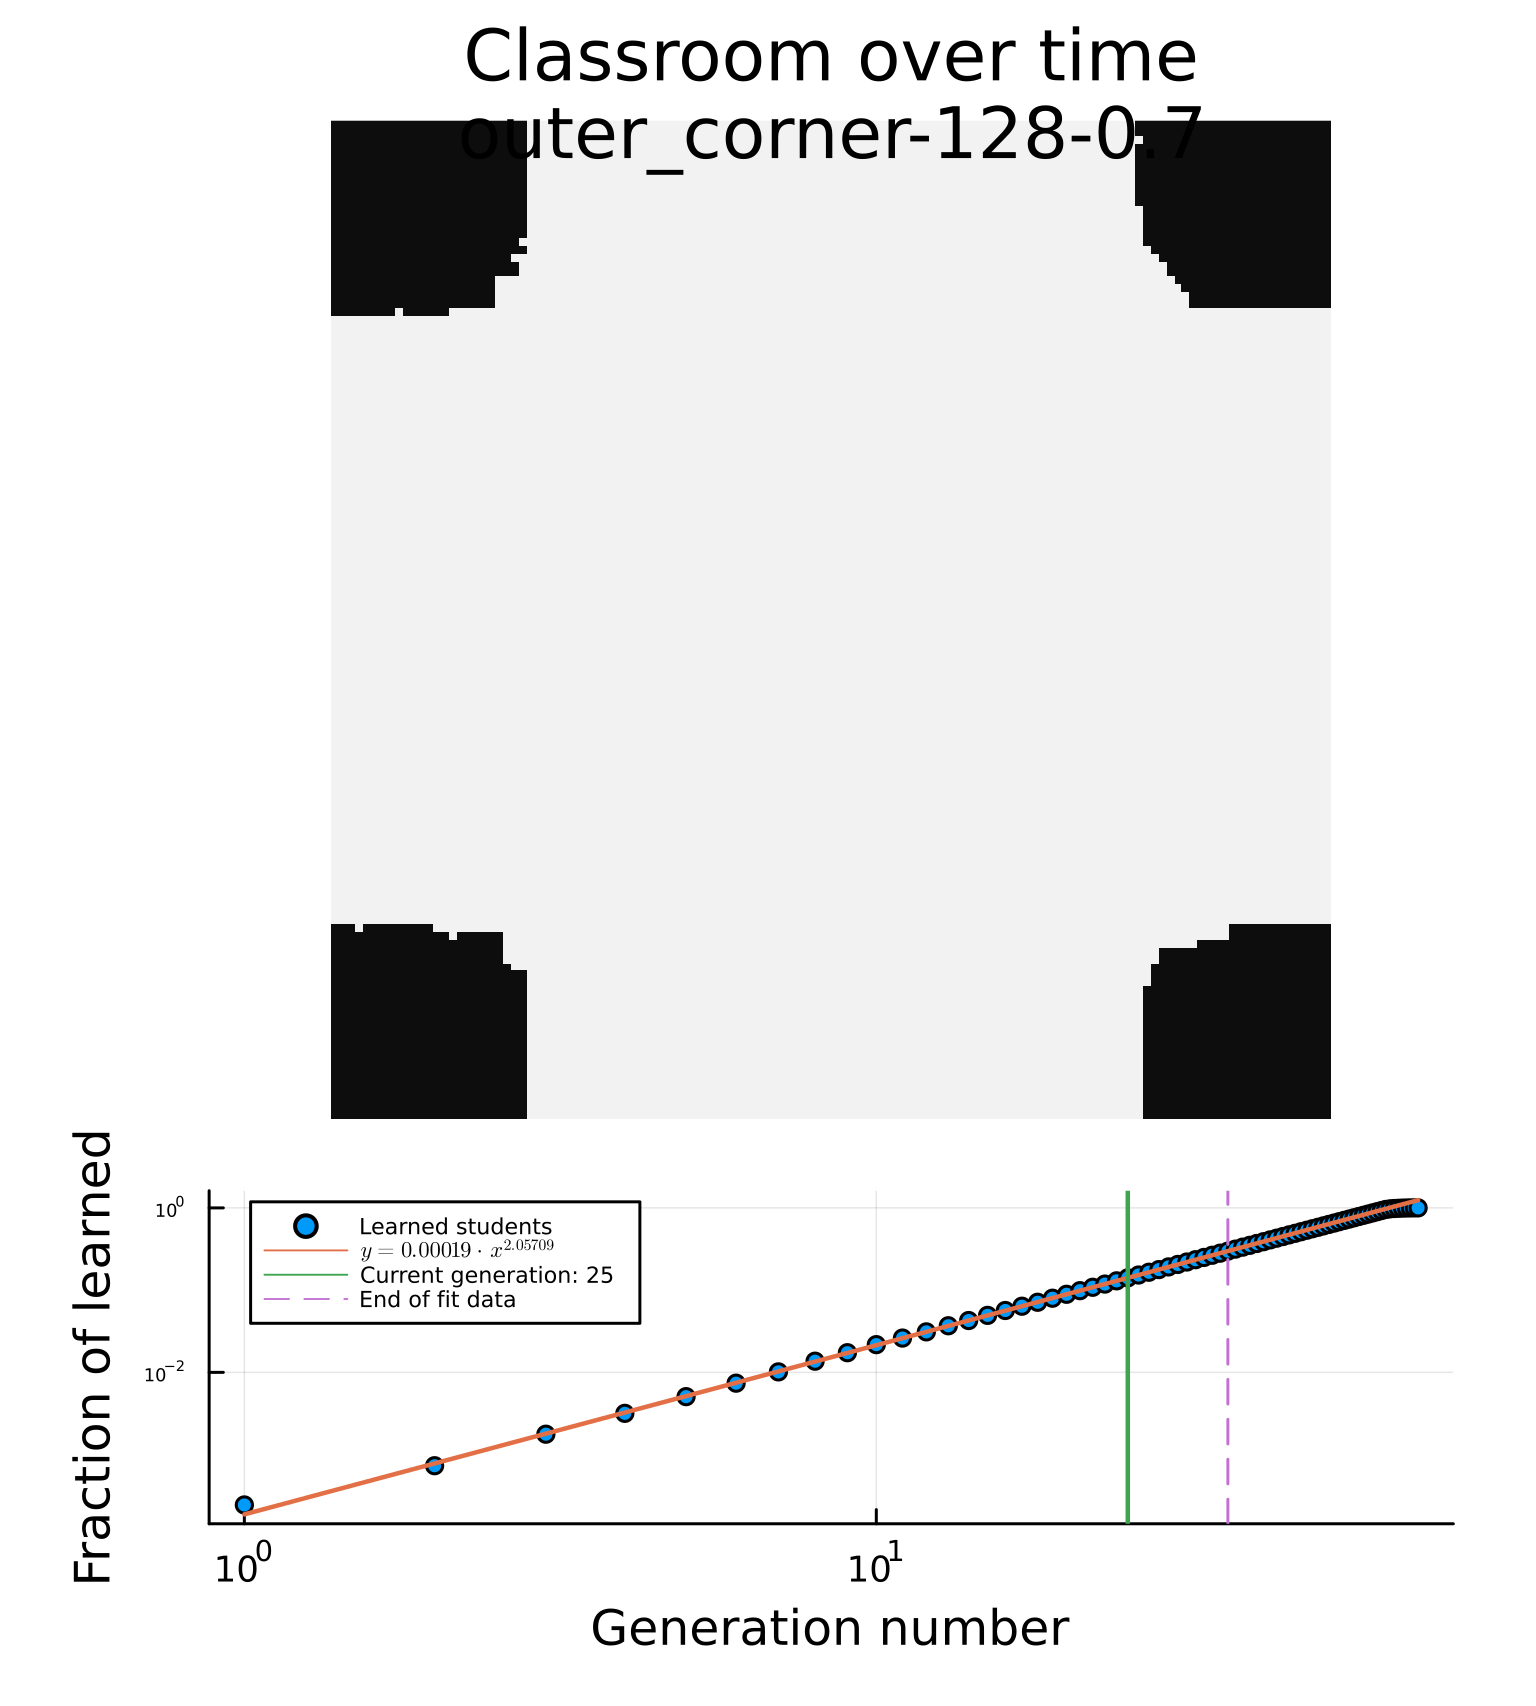 Classroom over time
outer_corner-128-0.7
Fraction of learned
10⁰
10⁻²
Learned students
y = 0.00019 · x^2.05709
Current generation: 25
End of fit data
10⁰
10¹
Generation number